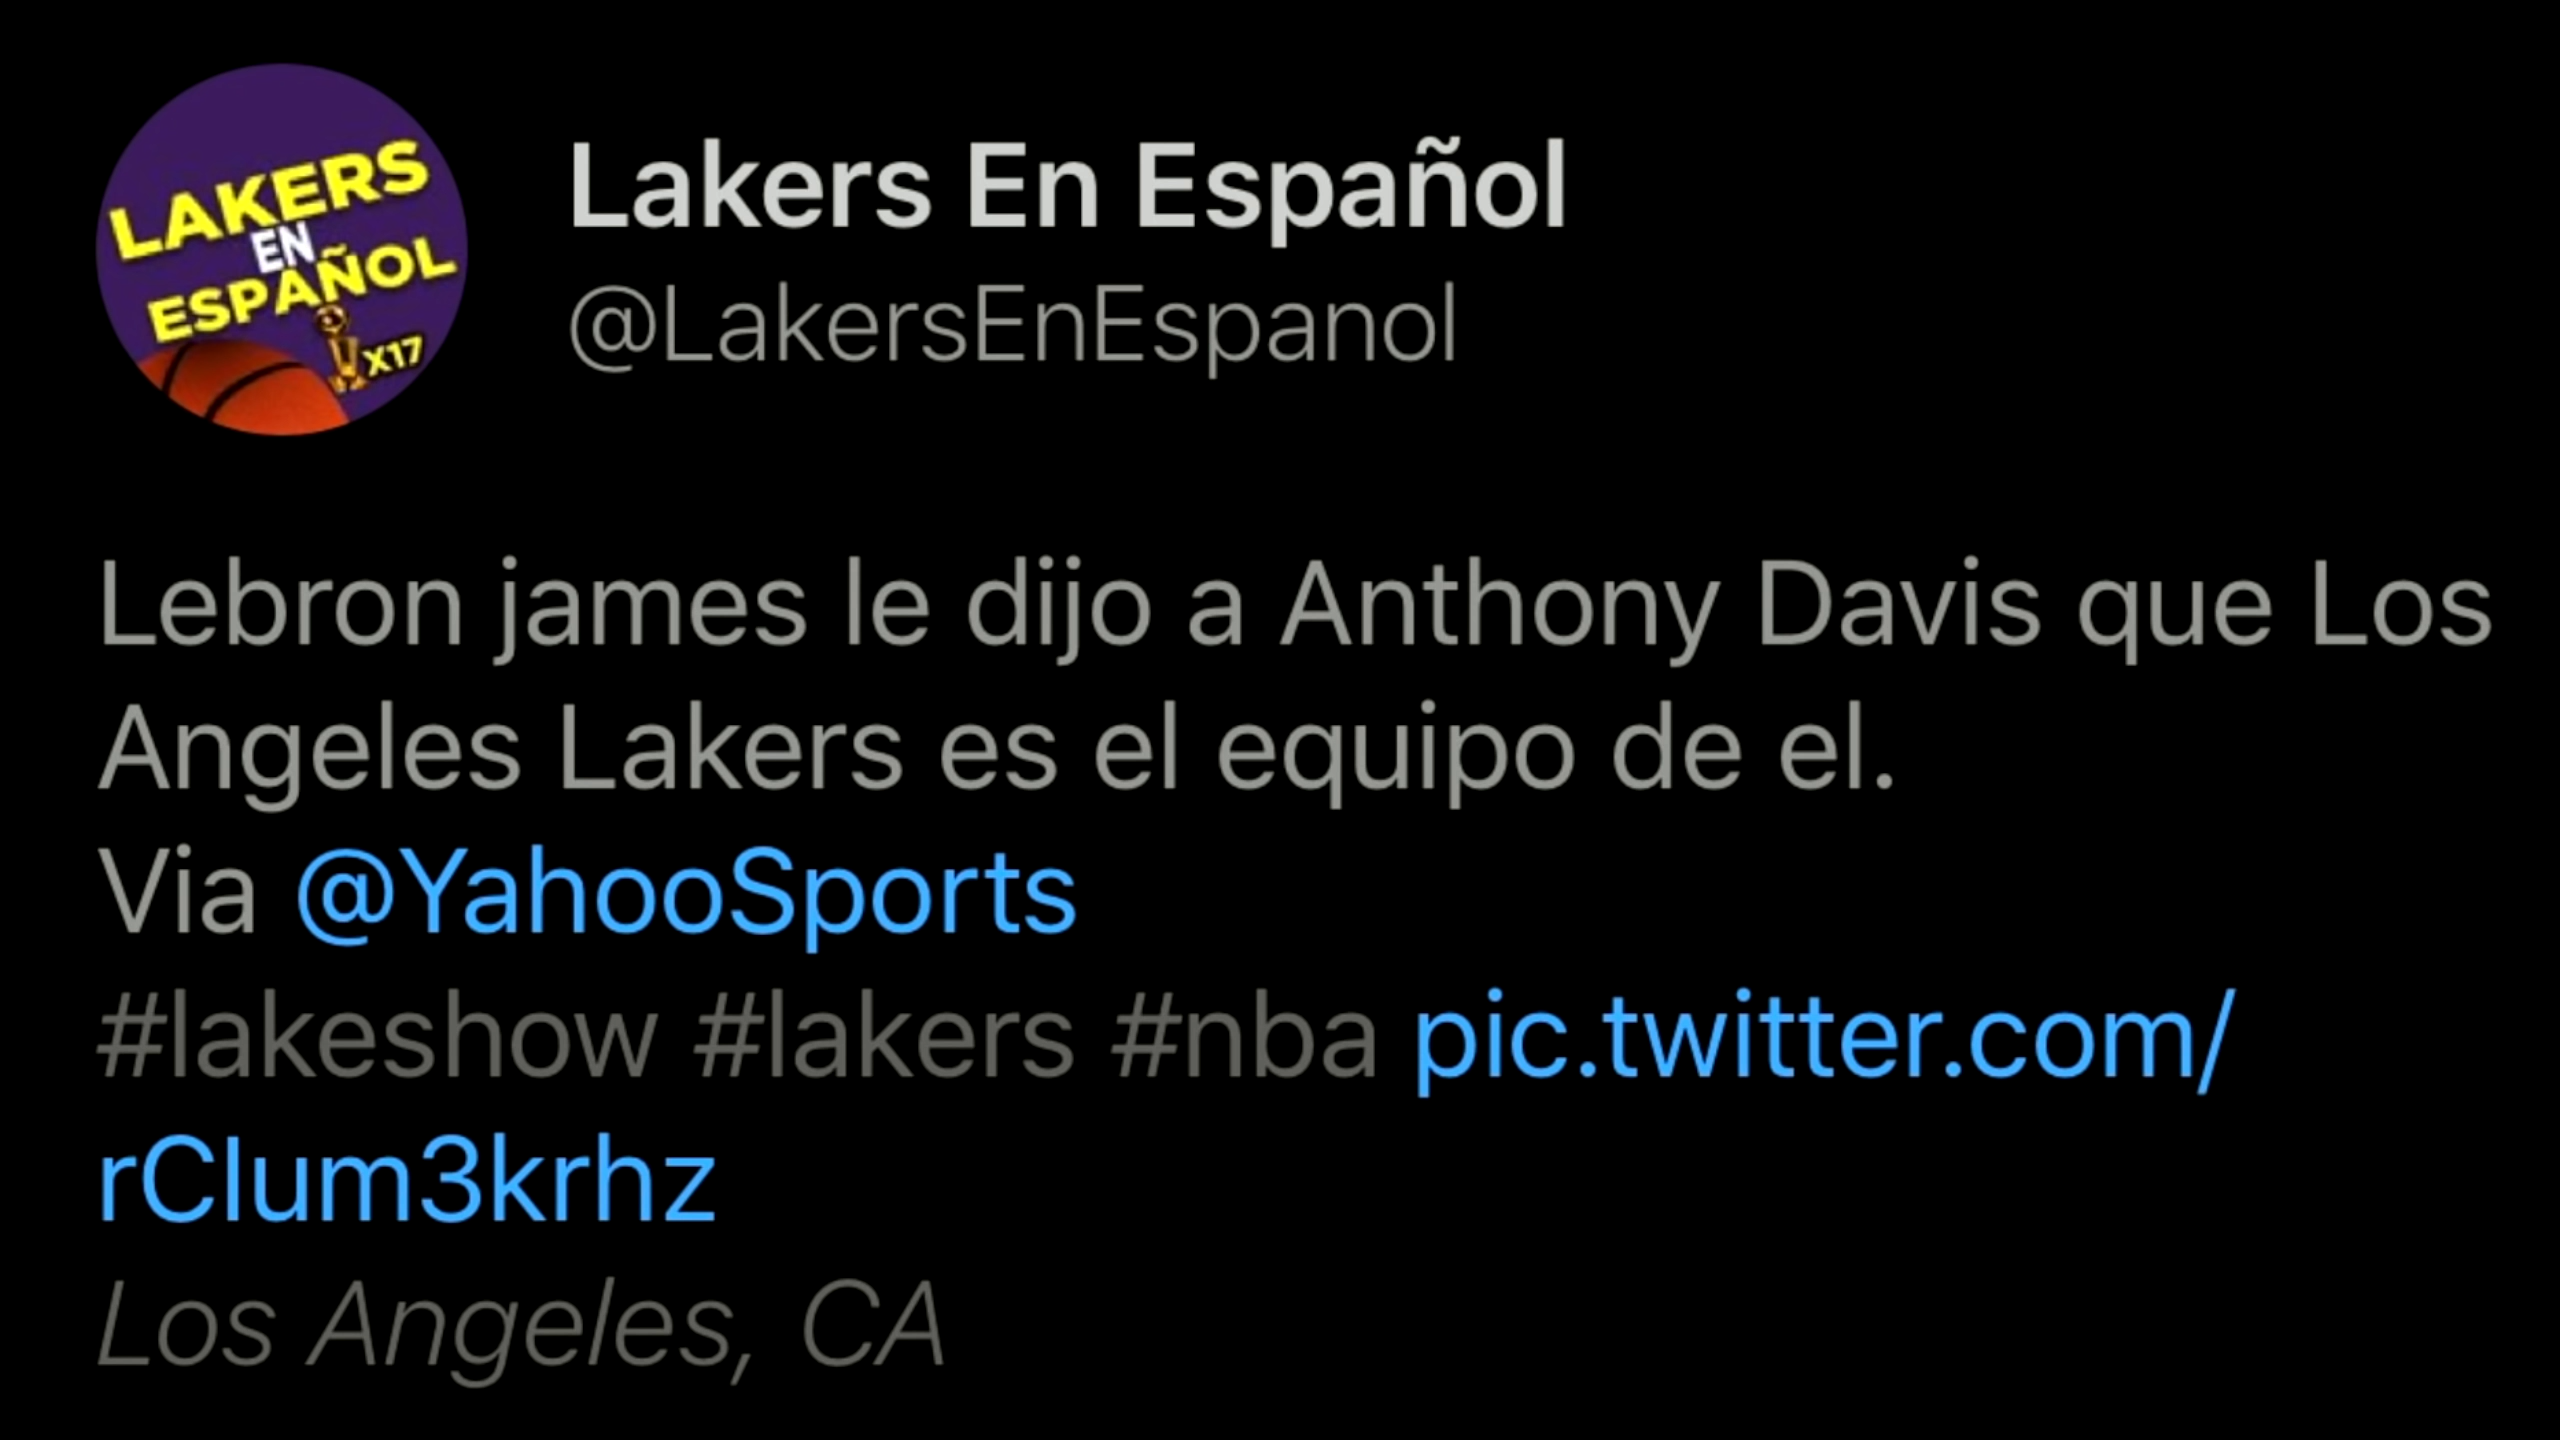 LAKERS
EN
ESPAÑOL
X17
Lakers En Español
@LakersEnEspanol
Lebron james le dijo a Anthony Davis que Los
Angeles Lakers es el equipo de el.
Via @YahooSports
#lakeshow #lakers #nba pic.twitter.com/
rCIum3krhz
Los Angeles, CA